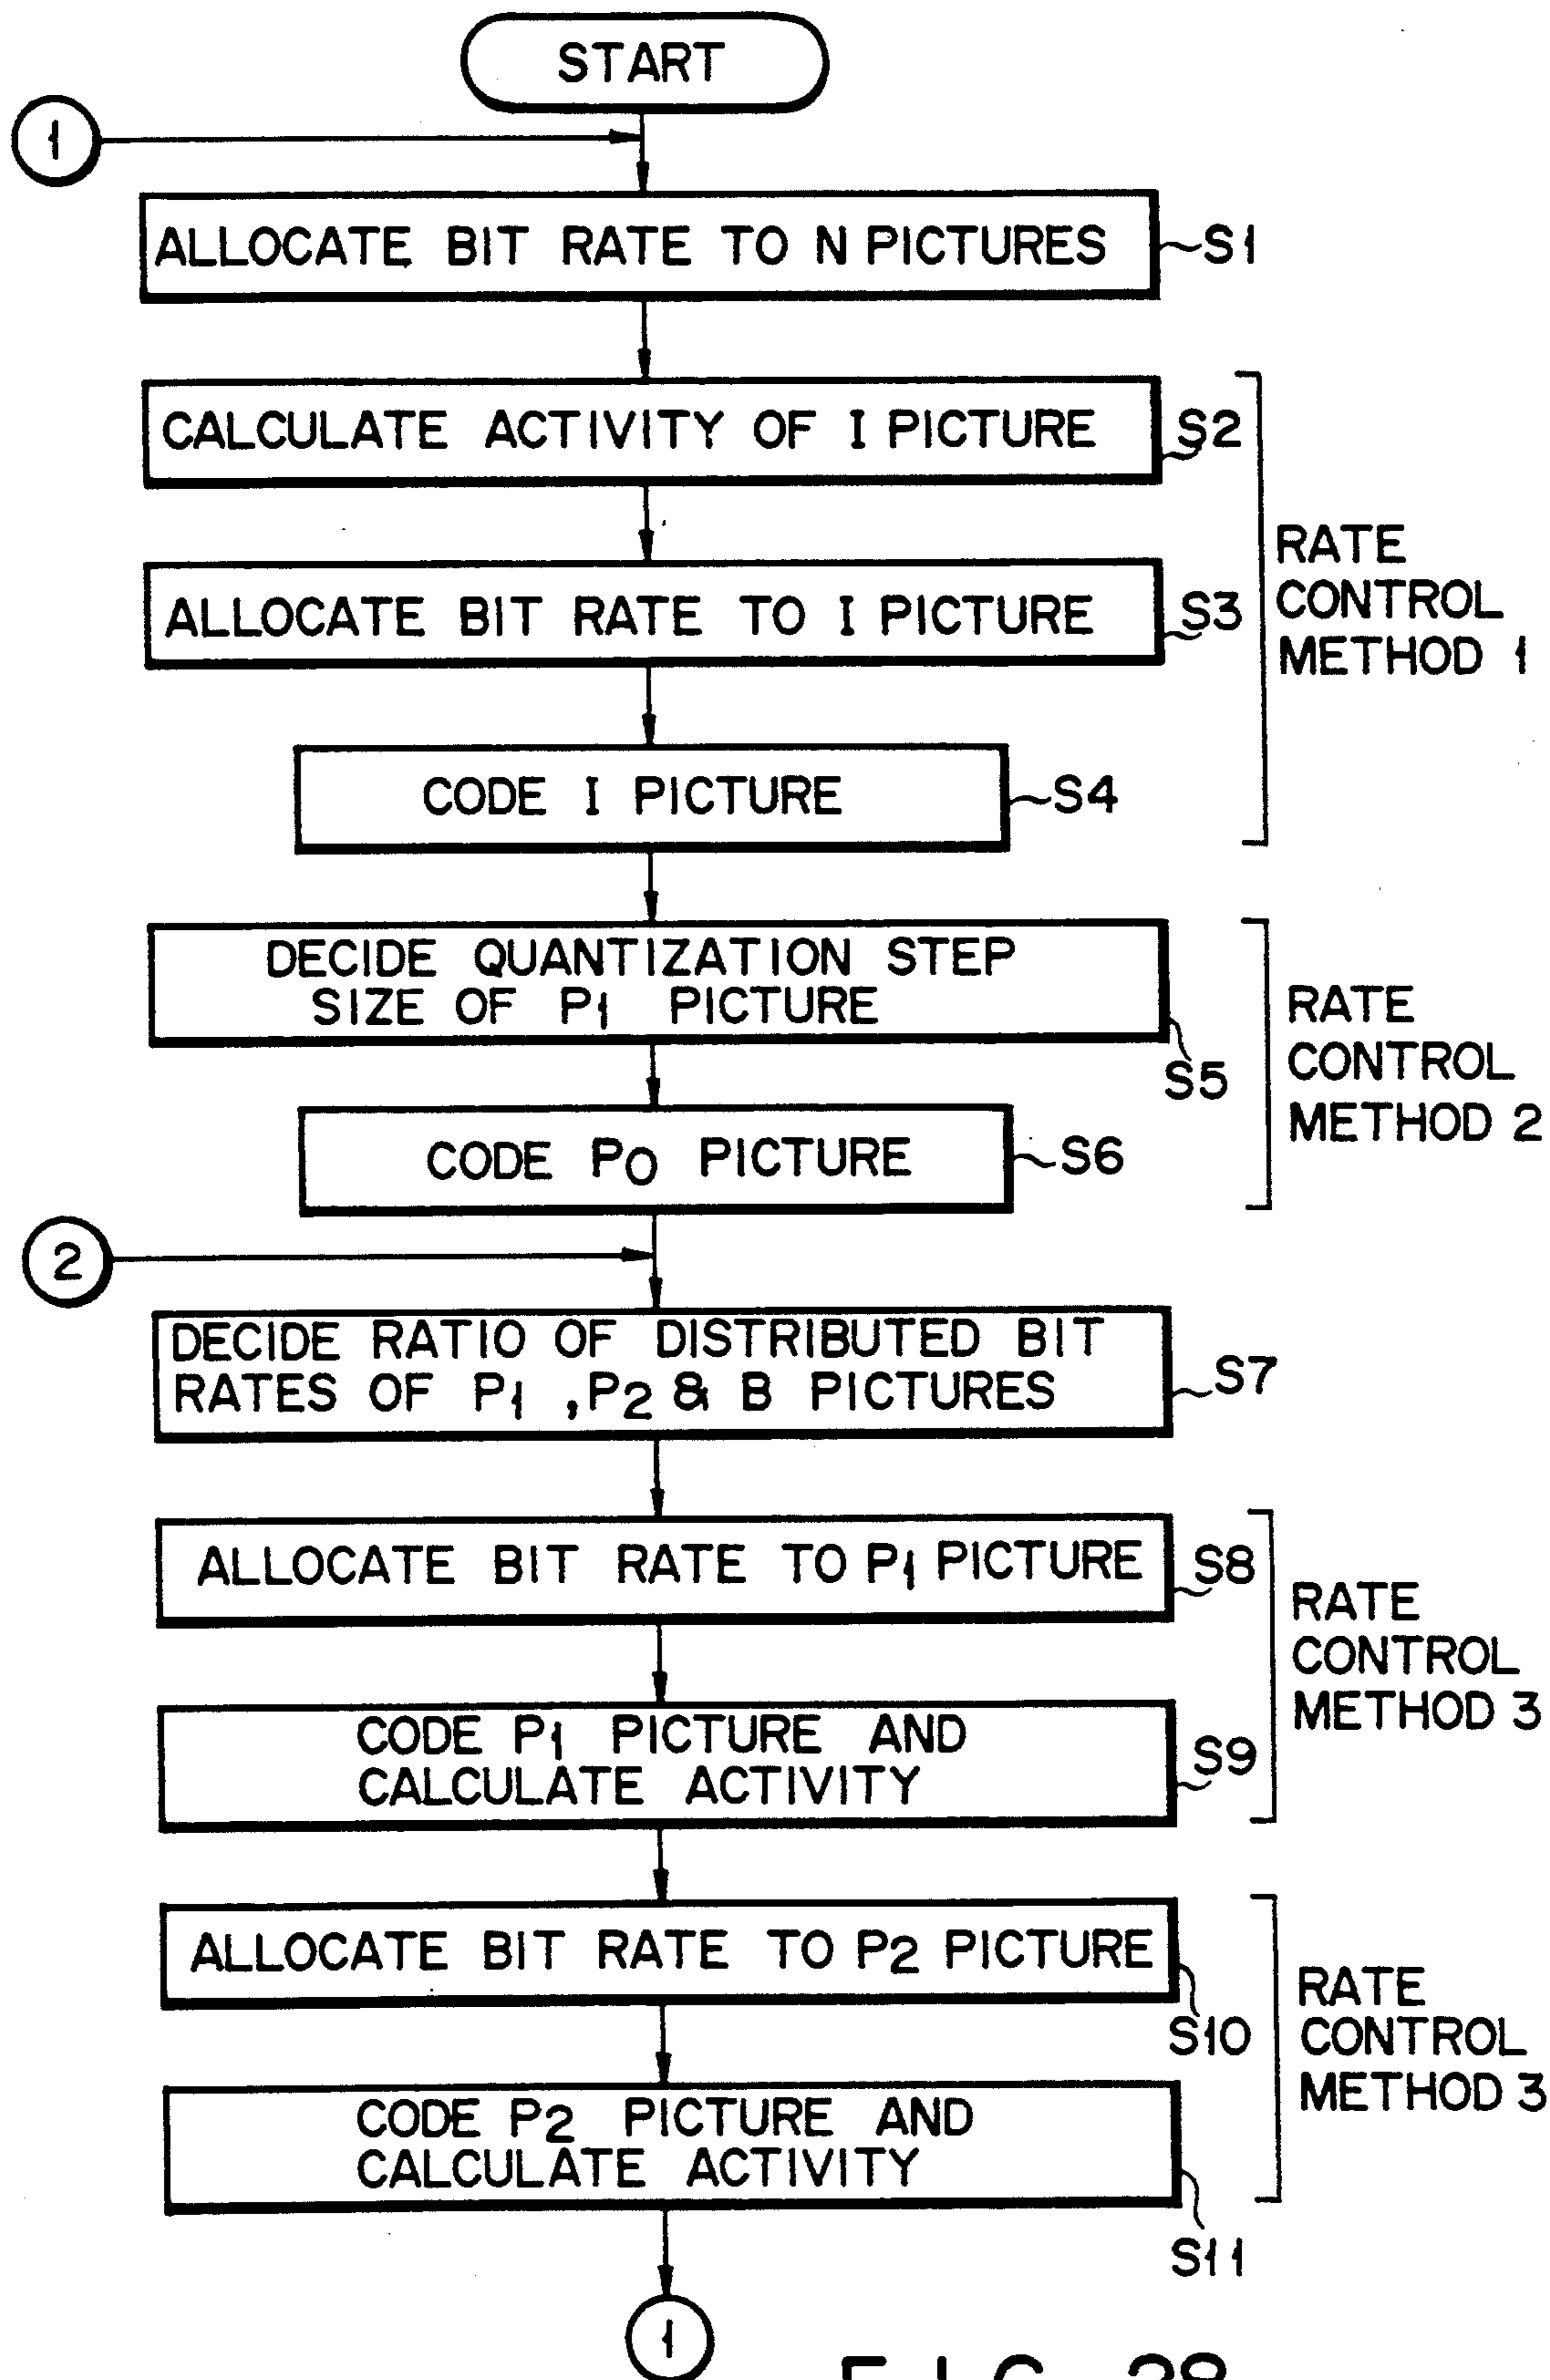 START
1
ALLOCATE BIT RATE TO N PICTURES
S1
CALCULATE ACTIVITY OF I PICTURE
S2
ALLOCATE BIT RATE TO I PICTURE
S3
RATE
CONTROL
METHOD 1
CODE I PICTURE
S4
DECIDE QUANTIZATION STEP
SIZE OF P1 PICTURE
S5
RATE
CONTROL
METHOD 2
CODE P0 PICTURE
S6
2
DECIDE RATIO OF DISTRIBUTED BIT
RATES OF P1 ,P2 & B PICTURES
S7
ALLOCATE BIT RATE TO P1 PICTURE
S8
RATE
CONTROL
METHOD 3
CODE P1 PICTURE AND
CALCULATE ACTIVITY
S9
ALLOCATE BIT RATE TO P2 PICTURE
S10
RATE
CONTROL
METHOD 3
CODE P2 PICTURE AND
CALCULATE ACTIVITY
S11
1